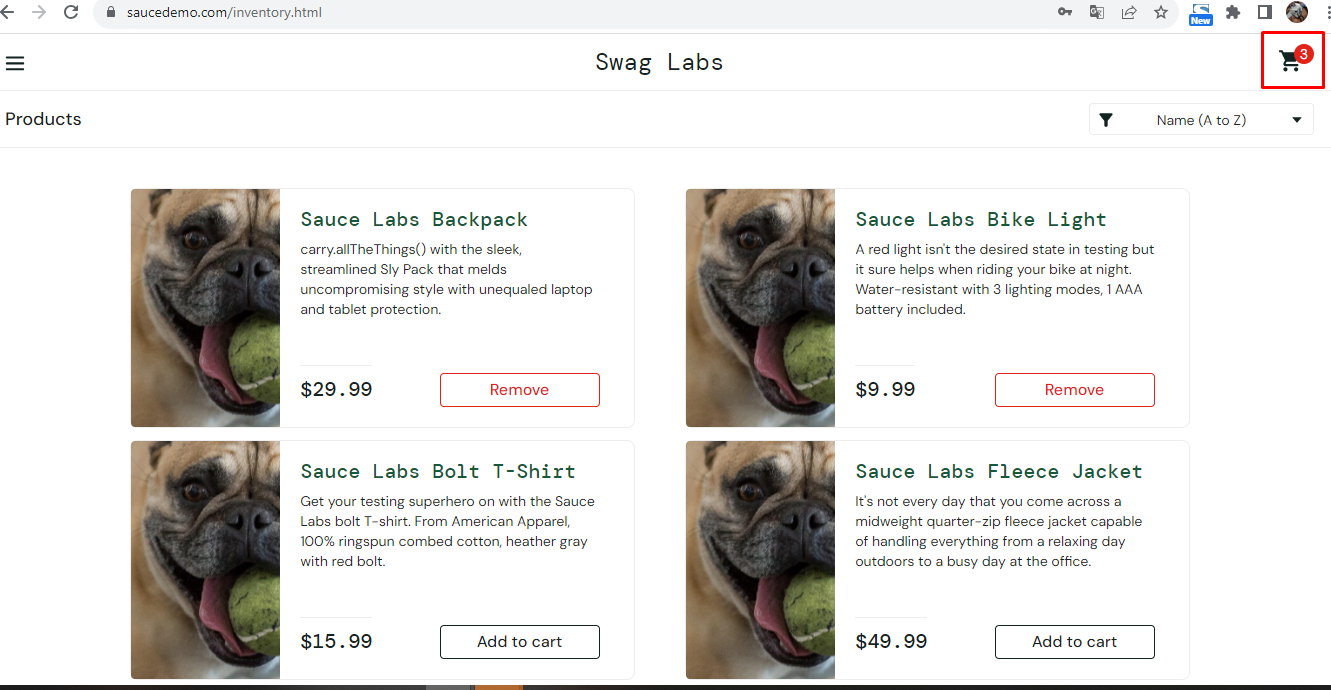 saucedemo.com/inventory.html
New
Swag Labs
3
Products
Name (A to Z)
Sauce Labs Backpack
carry.allTheThings() with the sleek,
streamlined Sly Pack that melds
uncompromising style with unequaled laptop
and tablet protection.
$29.99
Remove
Sauce Labs Bike Light
A red light isn't the desired state in testing but
it sure helps when riding your bike at night.
Water-resistant with 3 lighting modes, 1 AAA
battery included.
$9.99
Remove
Sauce Labs Bolt T-Shirt
Get your testing superhero on with the Sauce
Labs bolt T-shirt. From American Apparel,
100% ringspun combed cotton, heather gray
with red bolt.
$15.99
Add to cart
Sauce Labs Fleece Jacket
It's not every day that you come across a
midweight quarter-zip fleece jacket capable
of handling everything from a relaxing day
outdoors to a busy day at the office.
$49.99
Add to cart